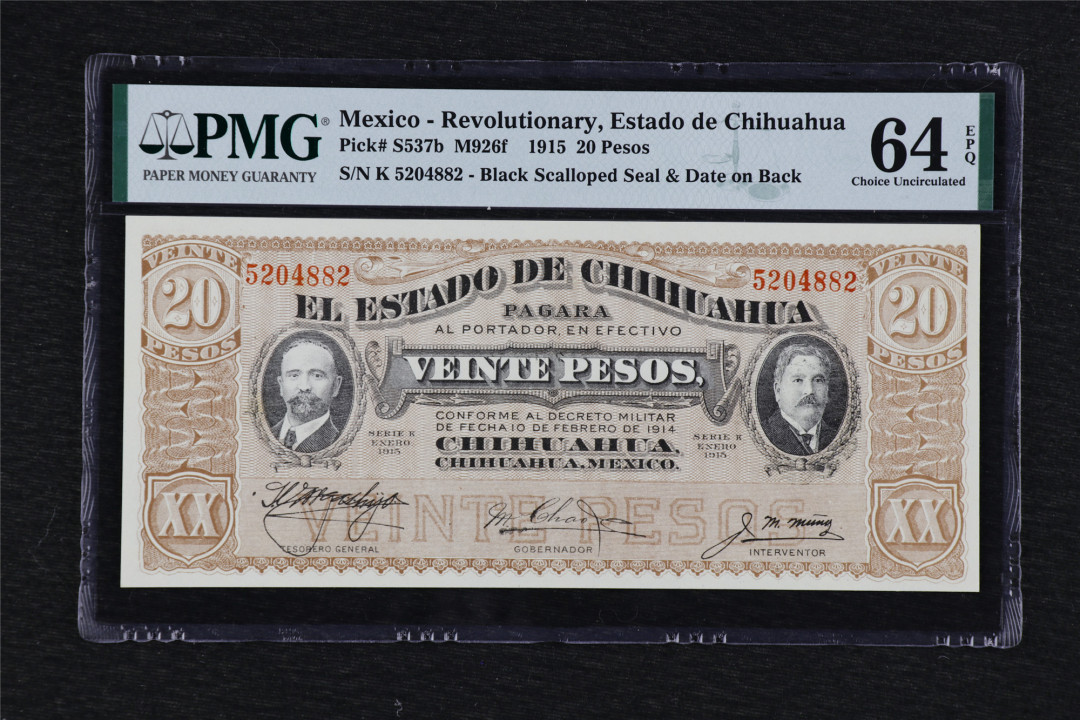 PMG®
PAPER MONEY GUARANTY
Mexico - Revolutionary, Estado de Chihuahua
Pick# S537b M926f 1915 20 Pesos
S/N K 5204882 - Black Scalloped Seal & Date on Back
64
EPQ
Choice Uncirculated
VEINTE
20
PESOS
5204882
5204882
VEINTE
20
PESOS
EL ESTADO DE CHIHUAHUA
PAGARA
AL PORTADOR, EN EFECTIVO
VEINTE PESOS,
CONFORME AL DECRETO MILITAR
DE FECHA 10 DE FEBRERO DE 1914
CHIHUAHUA,
CHIHUAHUA. MEXICO.
SERIE K
ENERO
1915
SERIE K
ENERO
1915
XX
VEINTE PESOS
XX
TESORERO GENERAL
M. Chao
GOBERNADOR
INTERVENTOR